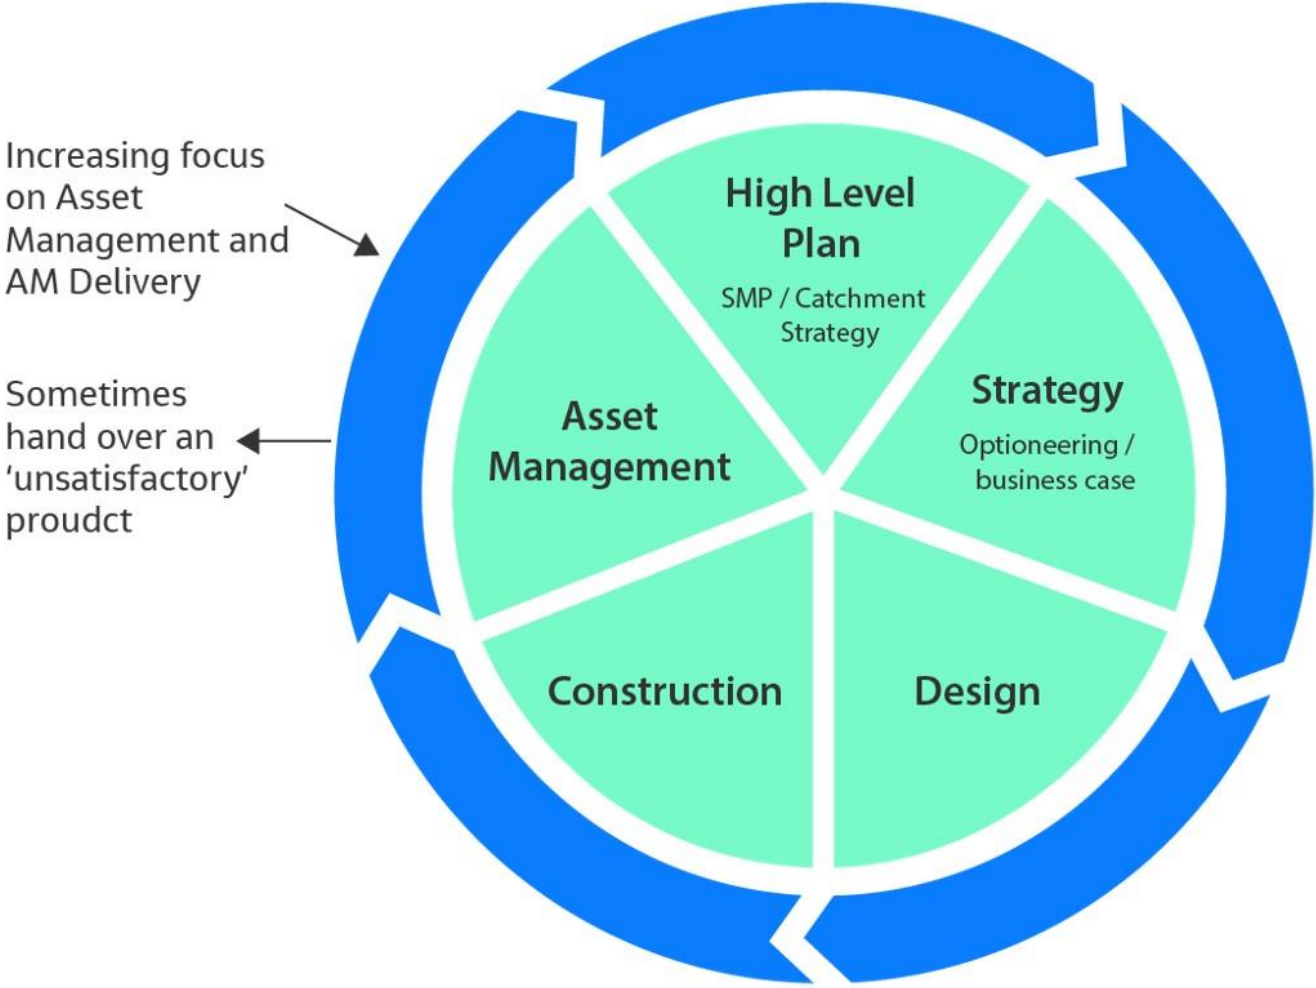 Increasing focus
on Asset
Management and
AM Delivery
Sometimes
hand over an
‘unsatisfactory’
proudct
High Level
Plan
SMP / Catchment
Strategy
Strategy
Optioneering /
business case
Design
Construction
Asset
Management